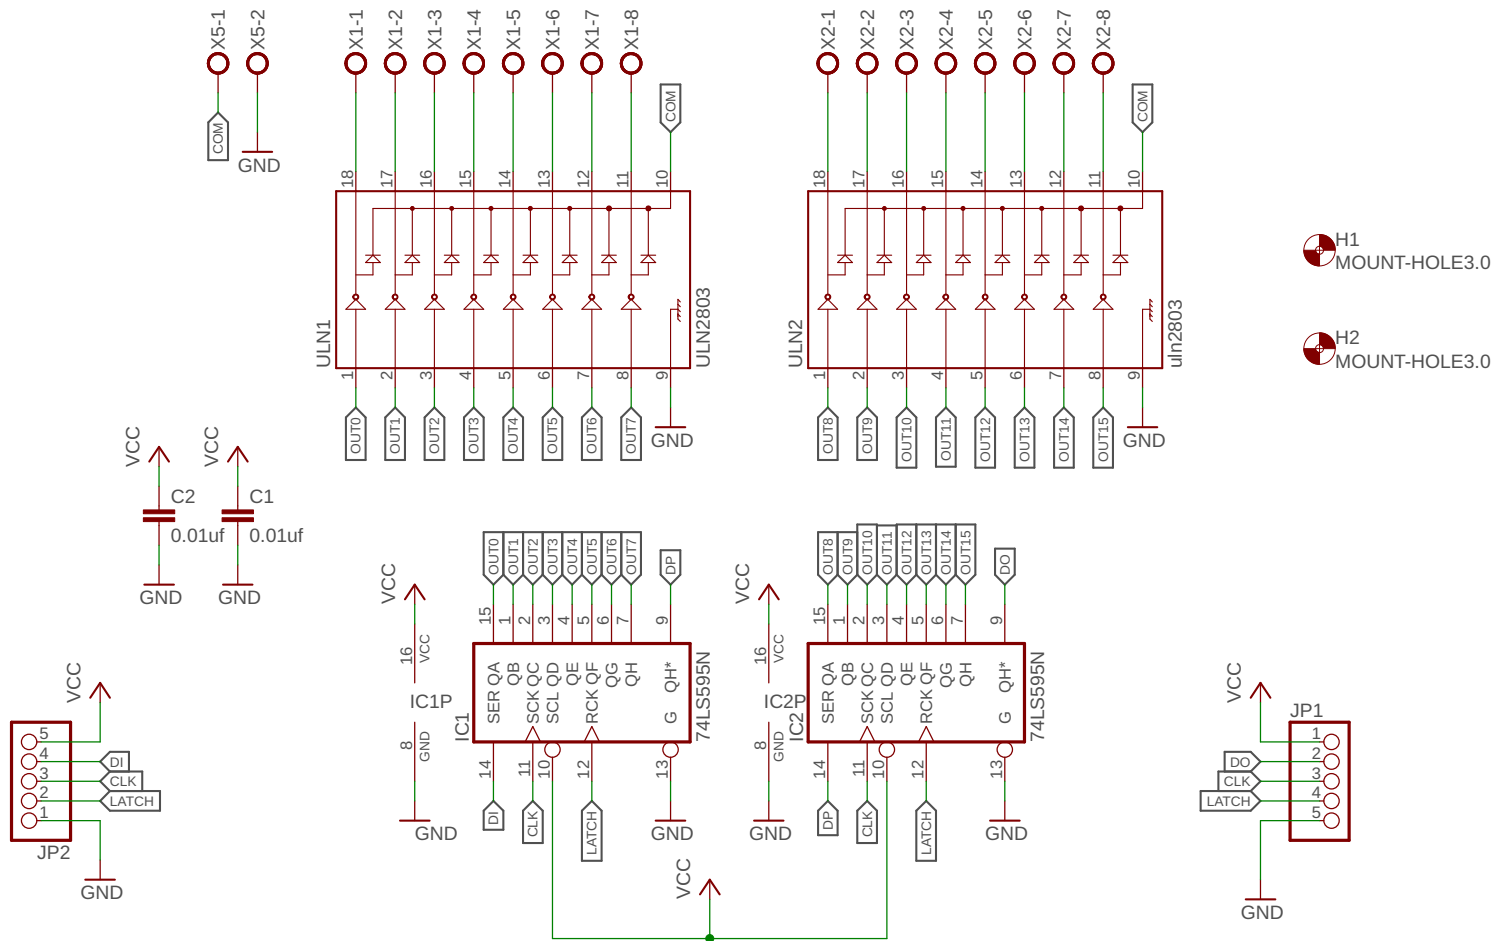 X5-1
X5-2
X1-1
X1-2
X1-3
X1-4
X1-5
X1-6
X1-7
X1-8
X2-1
X2-2
X2-3
X2-4
X2-5
X2-6
X2-7
X2-8
COM
GND
COM
COM
18
17
16
15
14
13
12
11
10
18
17
16
15
14
13
12
11
10
ULN1
ULN2803
ULN2
uln2803
H1
MOUNT-HOLE3.0
H2
MOUNT-HOLE3.0
1
2
3
4
5
6
7
8
9
1
2
3
4
5
6
7
8
9
OUT0
OUT1
OUT2
OUT3
OUT4
OUT5
OUT6
OUT7
GND
OUT8
OUT9
OUT10
OUT11
OUT12
OUT13
OUT14
OUT15
GND
VCC
VCC
C2
0.01uf
C1
0.01uf
GND
GND
OUT0
OUT1
OUT2
OUT3
OUT4
OUT5
OUT6
OUT7
DP
OUT8
OUT9
OUT10
OUT11
OUT12
OUT13
OUT14
OUT15
DO
VCC
16
VCC
IC1P
8
GND
GND
15
1
2
3
4
5
6
7
9
SER QA
QB
SCK QC
SCL QD
QE
RCK QF
QG
QH
G QH*
IC1
74LS595N
14
11
10
12
13
DI
CLK
LATCH
GND
VCC
16
VCC
IC2P
8
GND
GND
15
1
2
3
4
5
6
7
9
SER QA
QB
SCK QC
SCL QD
QE
RCK QF
QG
QH
G QH*
IC2
74LS595N
14
11
10
12
13
DP
CLK
LATCH
GND
VCC
VCC
5
4
3
2
1
DI
CLK
LATCH
JP2
GND
VCC
JP1
1
2
3
4
5
DO
CLK
LATCH
GND